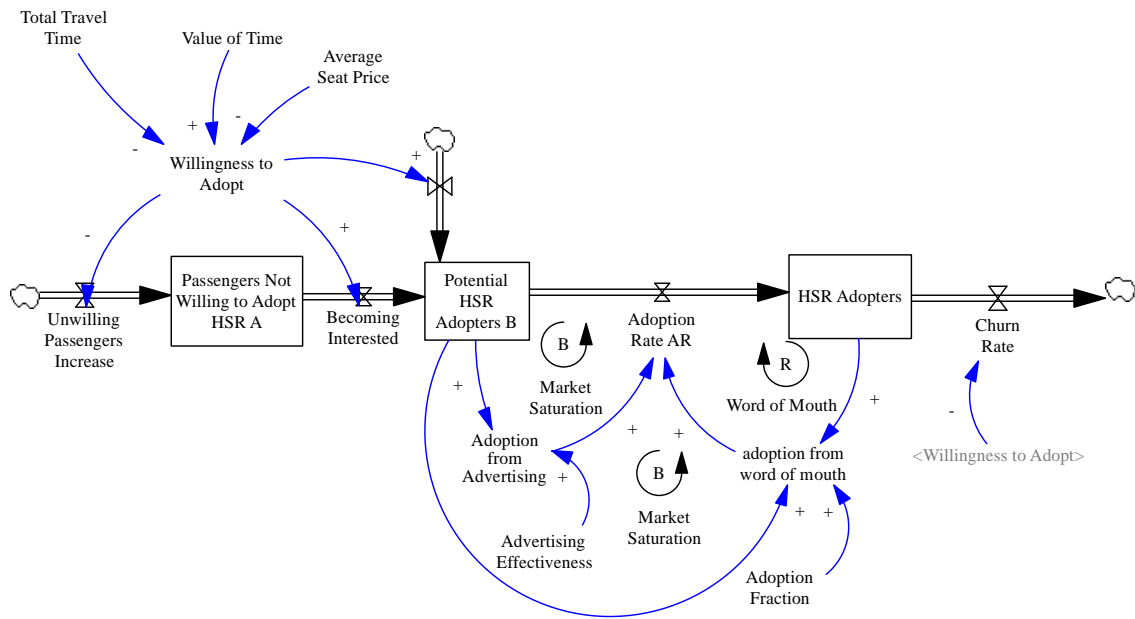 Total Travel
Time
Value of Time
Average
Seat Price
+
-
-
+
Willingness to
Adopt
-
+
Passengers Not
Willing to Adopt
HSR A
Potential
HSR
Adopters B
HSR Adopters
Unwilling
Passengers
Increase
Becoming
Interested
Adoption
Rate AR
Churn
Rate
B
Market
Saturation
R
Word of Mouth
+
+
-
+
+
Adoption
from
Advertising
+
B
Market
Saturation
adoption from
word of mouth
<Willingness to Adopt>
+
+
Advertising
Effectiveness
Adoption
Fraction